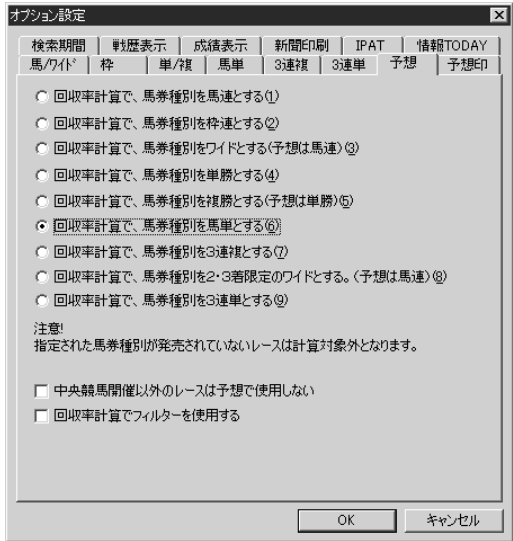 オプション設定
検索期間 戦歴表示 成績表示 新聞印刷 IPAT 情報TODAY
馬/ワイド 枠 単/複 馬単 3連複 3連単 予想 予想印
回収率計算で、馬券種別を馬連とする(1)
回収率計算で、馬券種別を枠連とする(2)
回収率計算で、馬券種別をワイドとする(予想は馬連)(3)
回収率計算で、馬券種別を単勝とする(4)
回収率計算で、馬券種別を複勝とする(予想は単勝)(5)
回収率計算で、馬券種別を馬単とする(6)
回収率計算で、馬券種別を3連複とする(7)
回収率計算で、馬券種別を2・3着限定のワイドとする。(予想は馬連)(8)
回収率計算で、馬券種別を3連単とする(9)
注意!
指定された馬券種別が発売されていないレースは計算対象外となります。
中央競馬開催以外のレースは予想で使用しない
回収率計算でフィルターを使用する
OK キャンセル